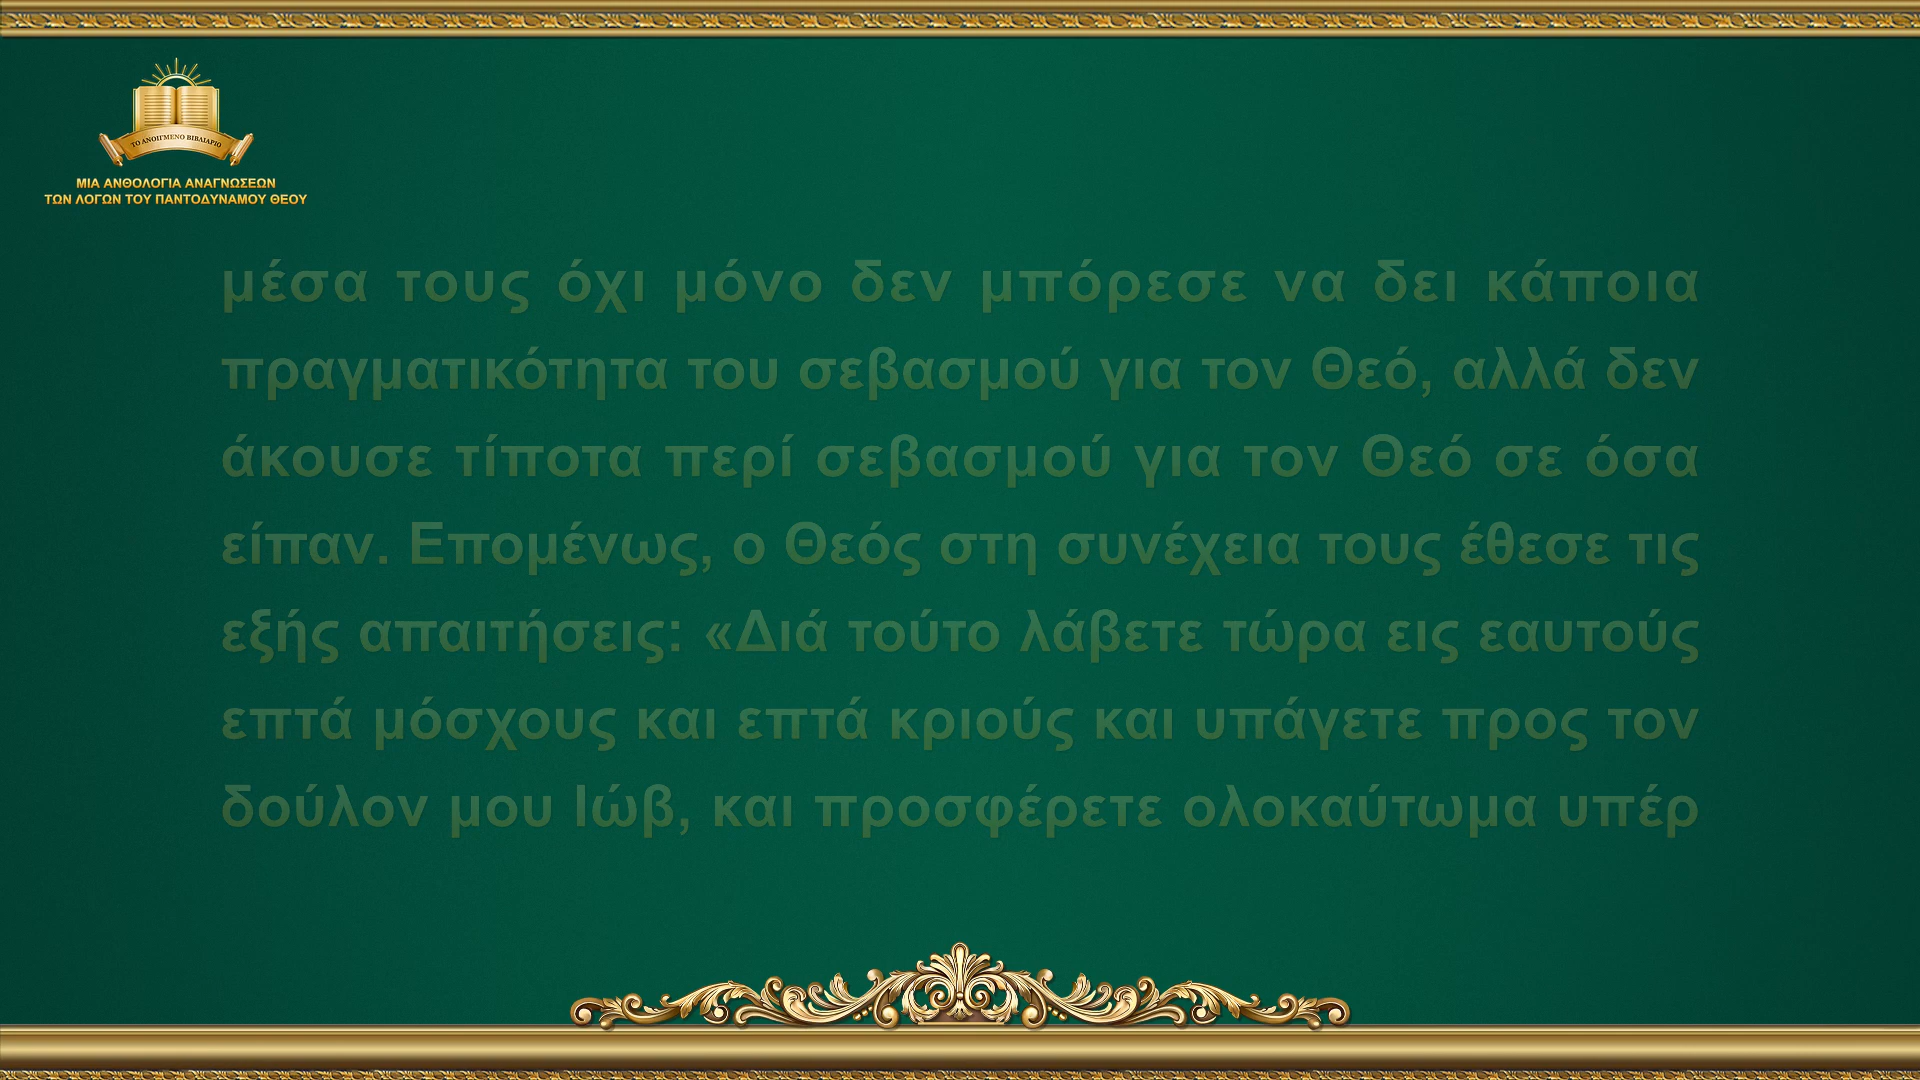 ΤΟ ΑΝΟΙΓΜΕΝΟ ΒΙΒΛΙΑΡΙΟ
ΜΙΑ ΑΝΘΟΛΟΓΙΑ ΑΝΑΓΝΩΣΕΩΝ
ΤΩΝ ΛΟΓΩΝ ΤΟΥ ΠΑΝΤΟΔΥΝΑΜΟΥ ΘΕΟΥ
μέσα τους όχι μόνο δεν μπόρεσε να δει κάποια
πραγματικότητα του σεβασμού για τον Θεό, αλλά δεν
άκουσε τίποτα περί σεβασμού για τον Θεό σε όσα
είπαν. Επομένως, ο Θεός στη συνέχεια τους έθεσε τις
εξής απαιτήσεις: «Διά τούτο λάβετε τώρα εις εαυτούς
επτά μόσχους και επτά κριούς και υπάγετε προς τον
δούλον μου Ιώβ, και προσφέρετε ολοκαύτωμα υπέρ